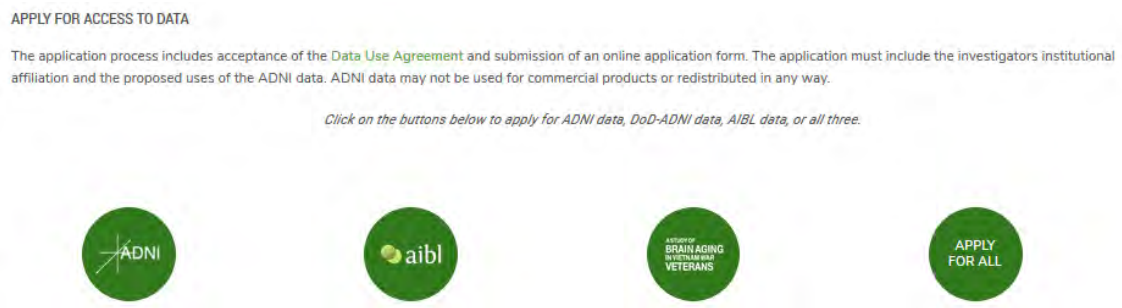 APPLY FOR ACCESS TO DATA
The application process includes acceptance of the Data Use Agreement and submission of an online application form. The application must include the investigators institutional
affiliation and the proposed uses of the ADNI data. ADNI data may not be used for commercial products or redistributed in any way.
Click on the buttons below to apply for ADNI data, DoD-ADNI data, AIBL data, or all three.
ADNI
aibl
A STUDY OF
BRAIN AGING
IN VIETNAM WAR
VETERANS
APPLY
FOR ALL